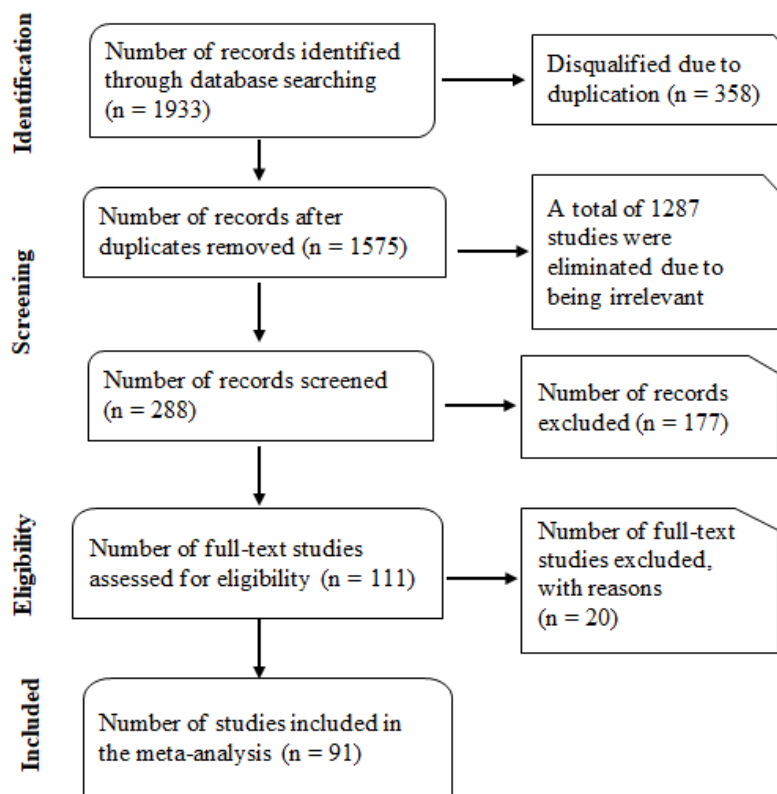 Identification
Number of records identified
through database searching
(n = 1933)
Disqualified due to
duplication (n = 358)
Screening
Number of records after
duplicates removed (n = 1575)
A total of 1287
studies were
eliminated due to
being irrelevant
Number of records screened
(n = 288)
Number of records
excluded (n = 177)
Eligibility
Number of full-text studies
assessed for eligibility (n = 111)
Number of full-text
studies excluded,
with reasons
(n = 20)
Included
Number of studies included in
the meta-analysis (n = 91)